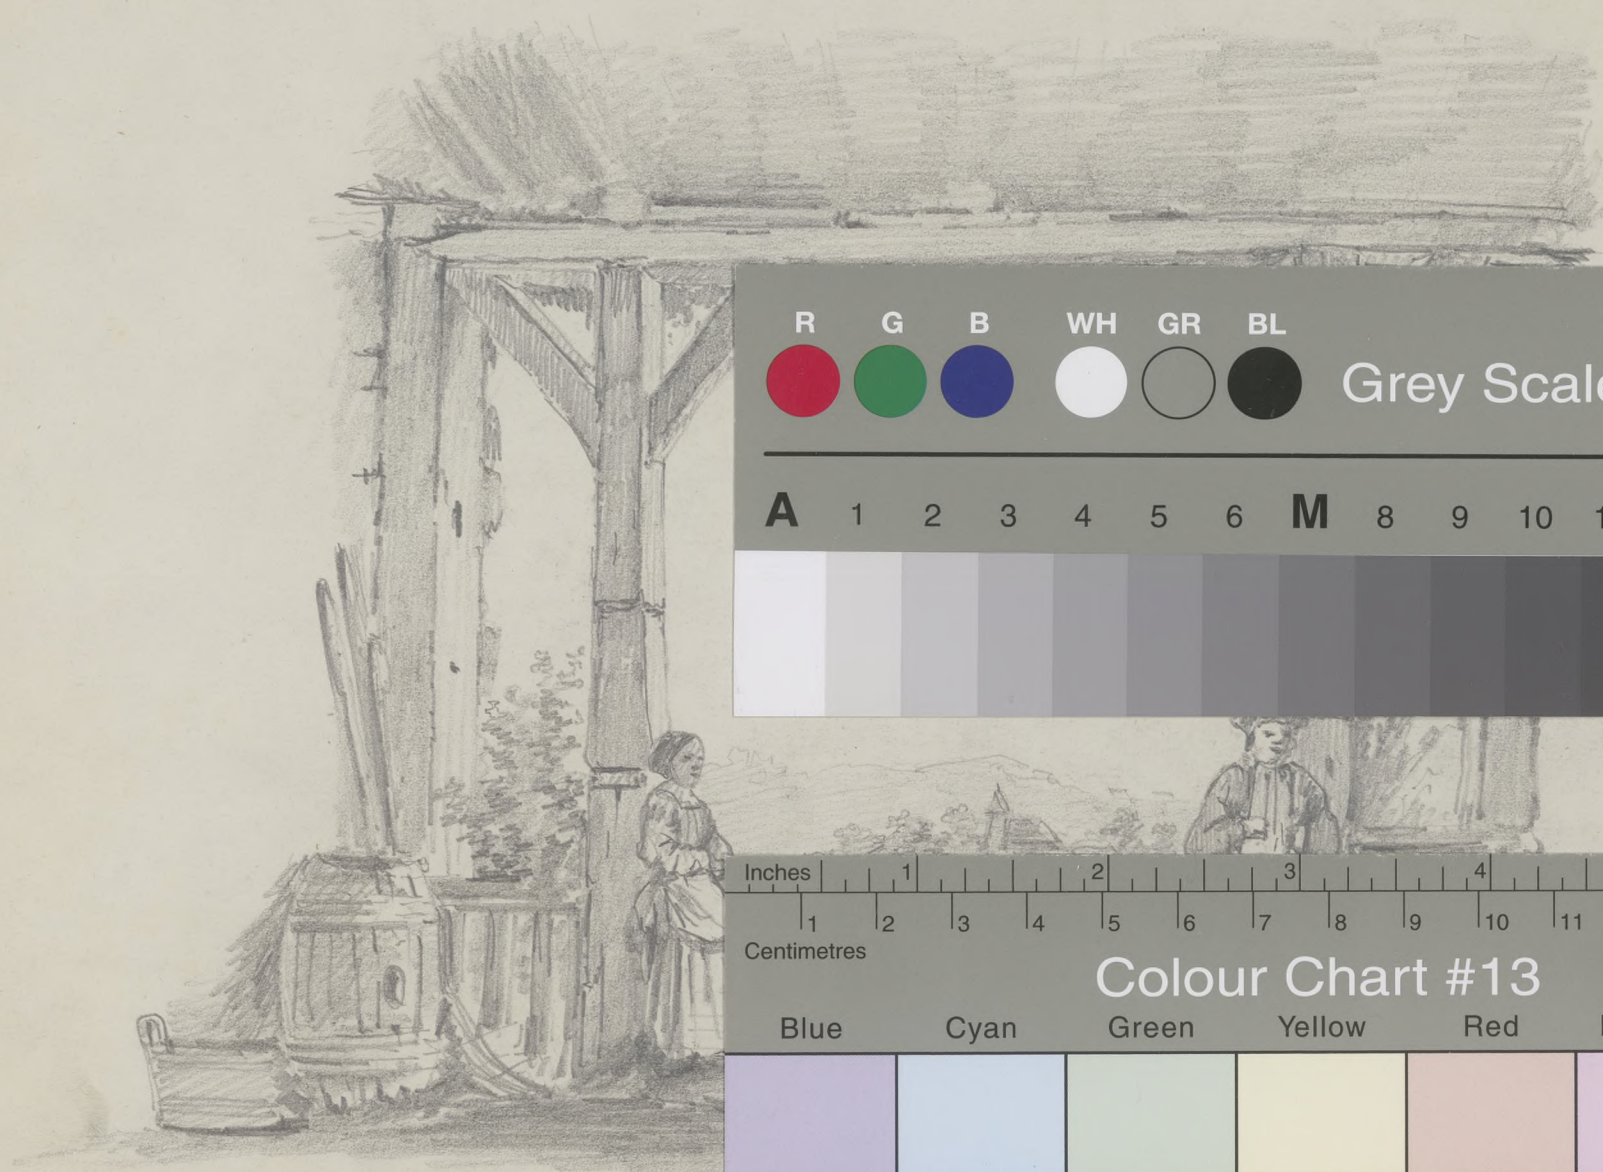 R G B WH GR BL
Grey Scal
A 1 2 3 4 5 6 M 8 9 10
Inches 1 2 3 4
1 2 3 4 5 6 7 8 9 10 11
Centimetres
Colour Chart #13
Blue Cyan Green Yellow Red